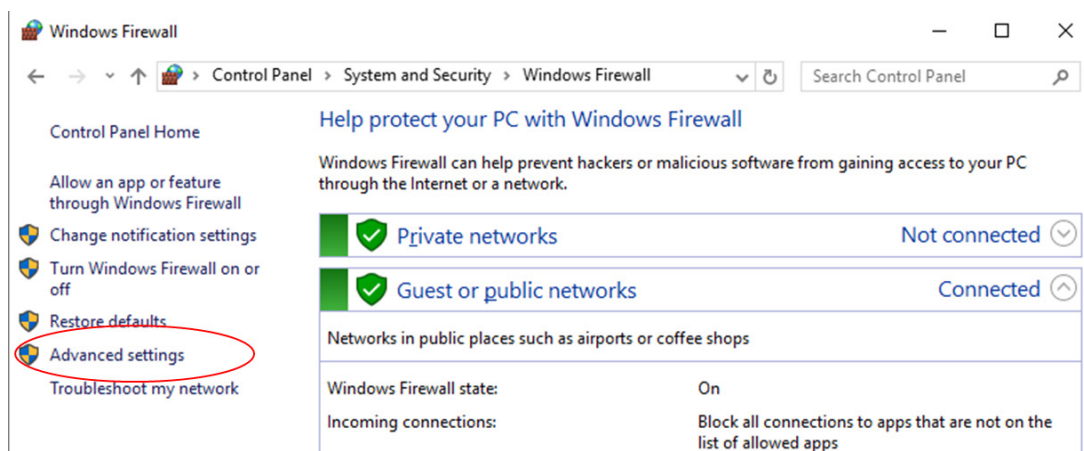 Windows Firewall
Control Panel > System and Security > Windows Firewall
Search Control Panel
Control Panel Home
Allow an app or feature
through Windows Firewall
Change notification settings
Turn Windows Firewall on or
off
Restore defaults
Advanced settings
Troubleshoot my network
Help protect your PC with Windows Firewall
Windows Firewall can help prevent hackers or malicious software from gaining access to your PC
through the Internet or a network.
Private networks Not connected
Guest or public networks Connected
Networks in public places such as airports or coffee shops
Windows Firewall state: On
Incoming connections: Block all connections to apps that are not on the
list of allowed apps